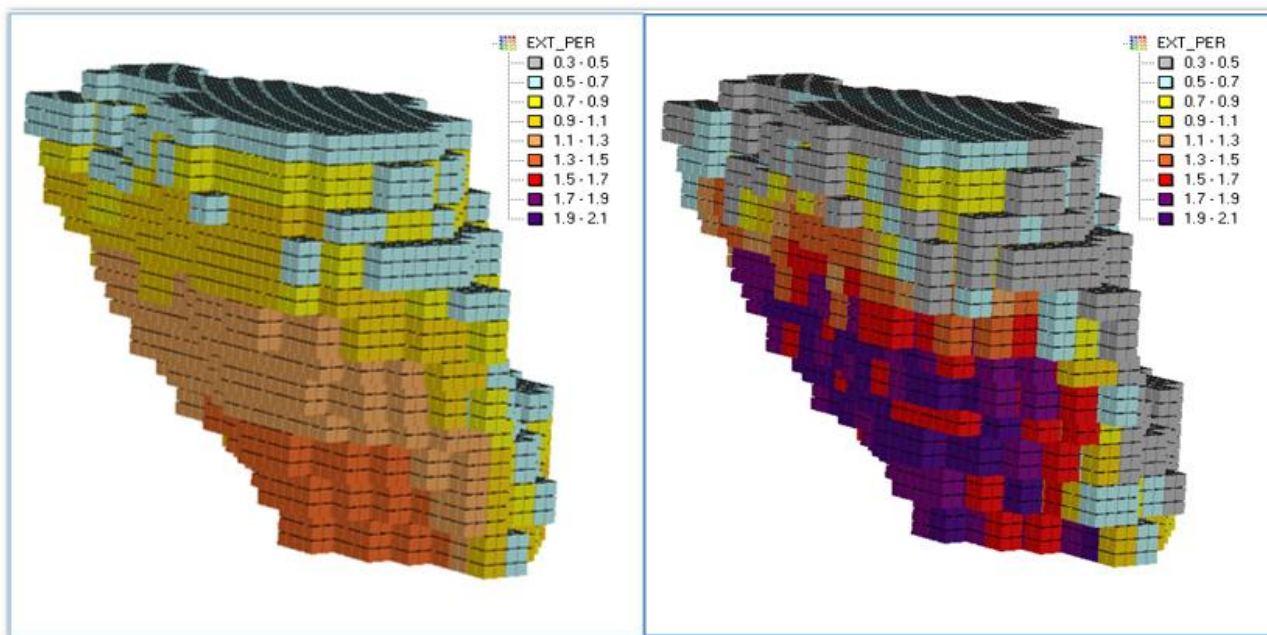 EXT_PER
0.3 - 0.5
0.5 - 0.7
0.7 - 0.9
0.9 - 1.1
1.1 - 1.3
1.3 - 1.5
1.5 - 1.7
1.7 - 1.9
1.9 - 2.1
EXT_PER
0.3 - 0.5
0.5 - 0.7
0.7 - 0.9
0.9 - 1.1
1.1 - 1.3
1.3 - 1.5
1.5 - 1.7
1.7 - 1.9
1.9 - 2.1